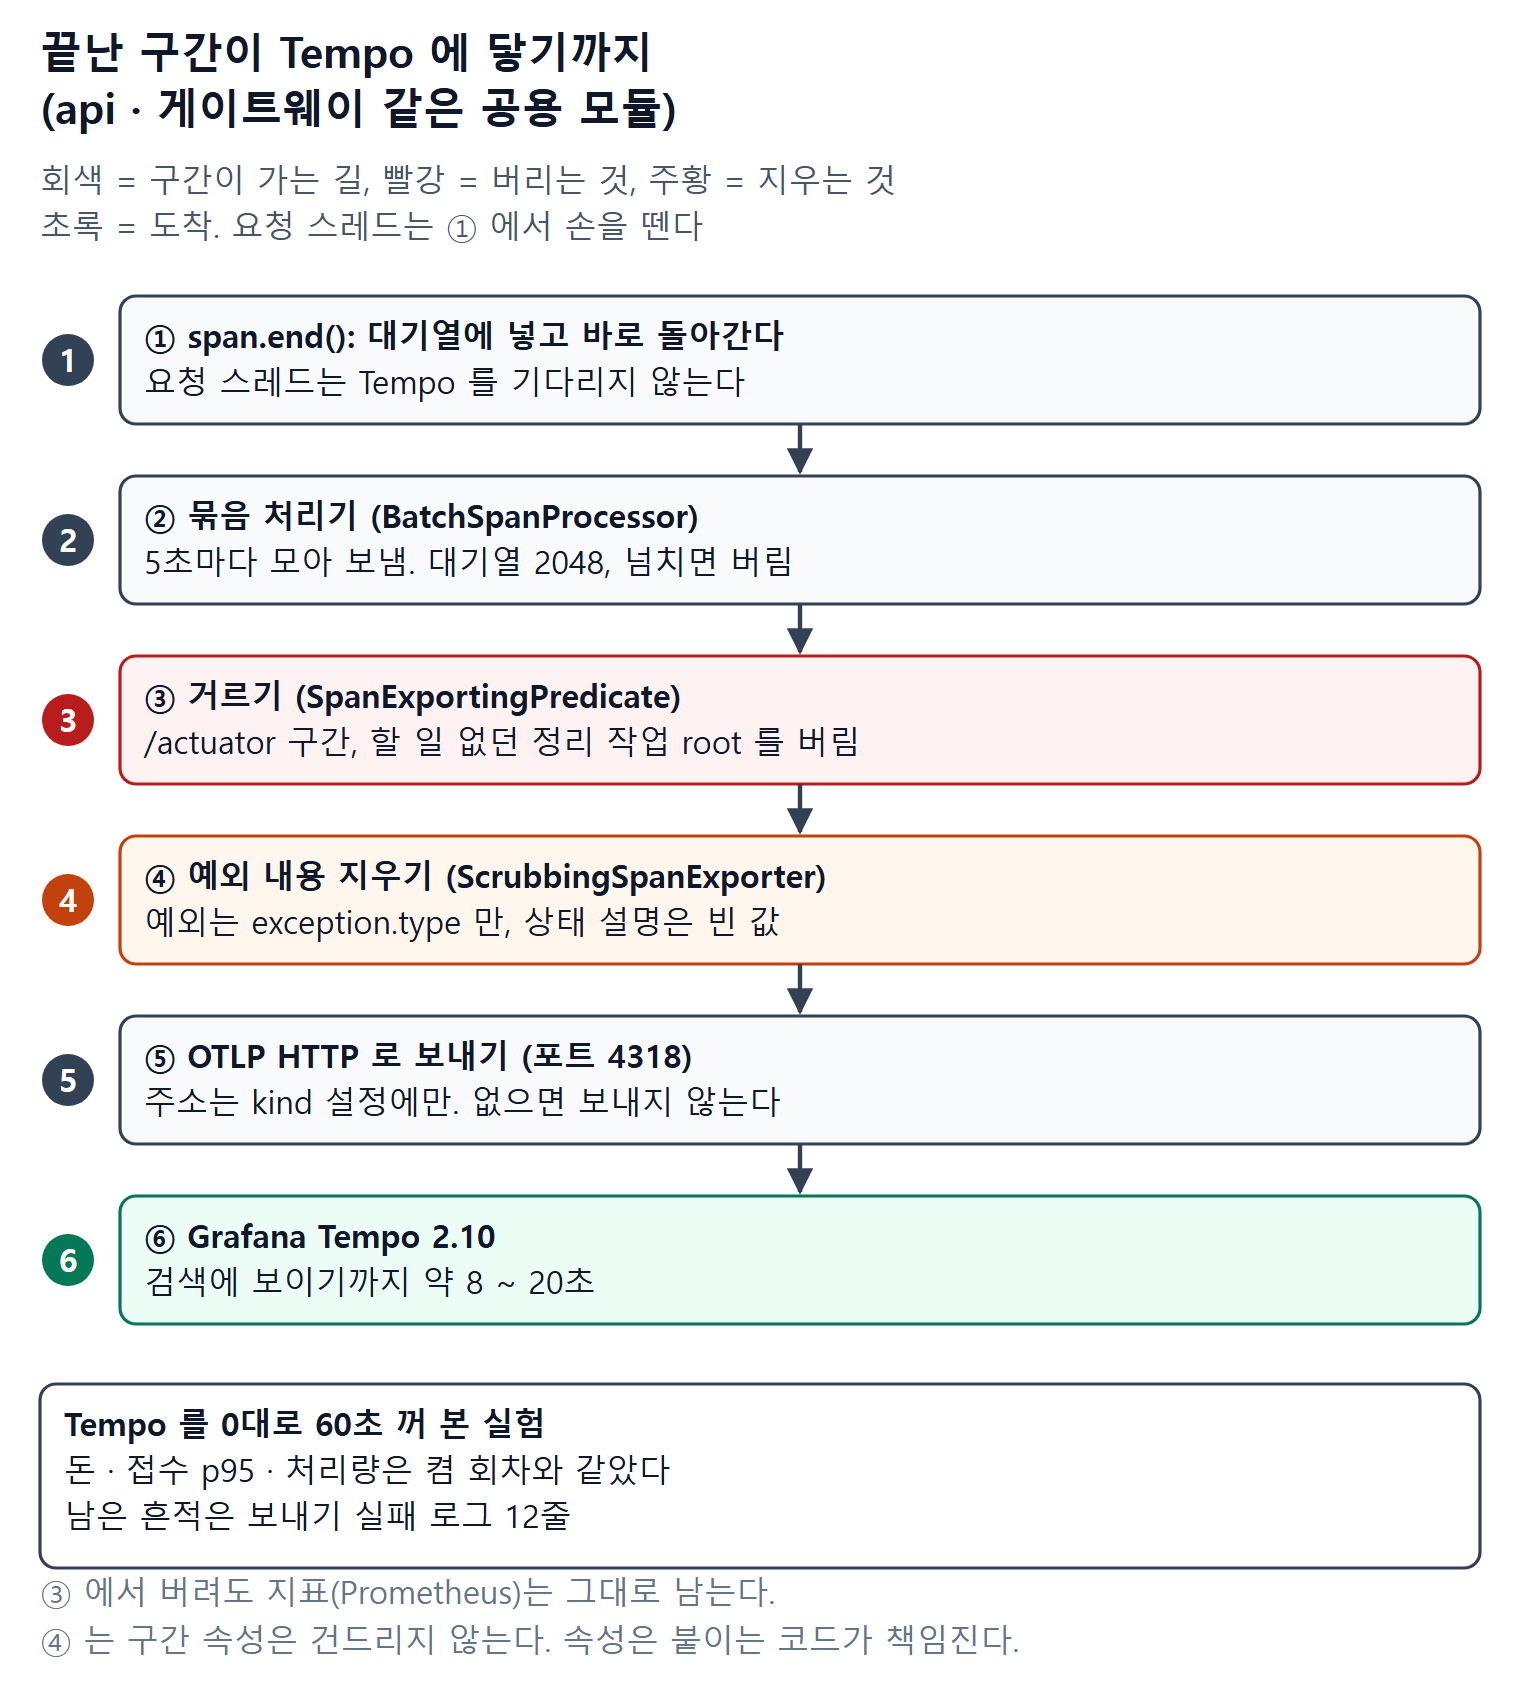 끝난 구간이 Tempo 에 닿기까지
(api · 게이트웨이 같은 공용 모듈)
회색 = 구간이 가는 길, 빨강 = 버리는 것, 주황 = 지우는 것
초록 = 도착. 요청 스레드는 ① 에서 손을 뗀다
1
① span.end(): 대기열에 넣고 바로 돌아간다
요청 스레드는 Tempo 를 기다리지 않는다
2
② 묶음 처리기 (BatchSpanProcessor)
5초마다 모아 보냄. 대기열 2048, 넘치면 버림
3
③ 거르기 (SpanExportingPredicate)
/actuator 구간, 할 일 없던 정리 작업 root 를 버림
4
④ 예외 내용 지우기 (ScrubbingSpanExporter)
예외는 exception.type 만, 상태 설명은 빈 값
5
⑤ OTLP HTTP 로 보내기 (포트 4318)
주소는 kind 설정에만. 없으면 보내지 않는다
6
⑥ Grafana Tempo 2.10
검색에 보이기까지 약 8 ~ 20초
Tempo 를 0대로 60초 꺼 본 실험
돈 · 접수 p95 · 처리량은 켬 회차와 같았다
남은 흔적은 보내기 실패 로그 12줄
③ 에서 버려도 지표(Prometheus)는 그대로 남는다.
④ 는 구간 속성은 건드리지 않는다. 속성은 붙이는 코드가 책임진다.